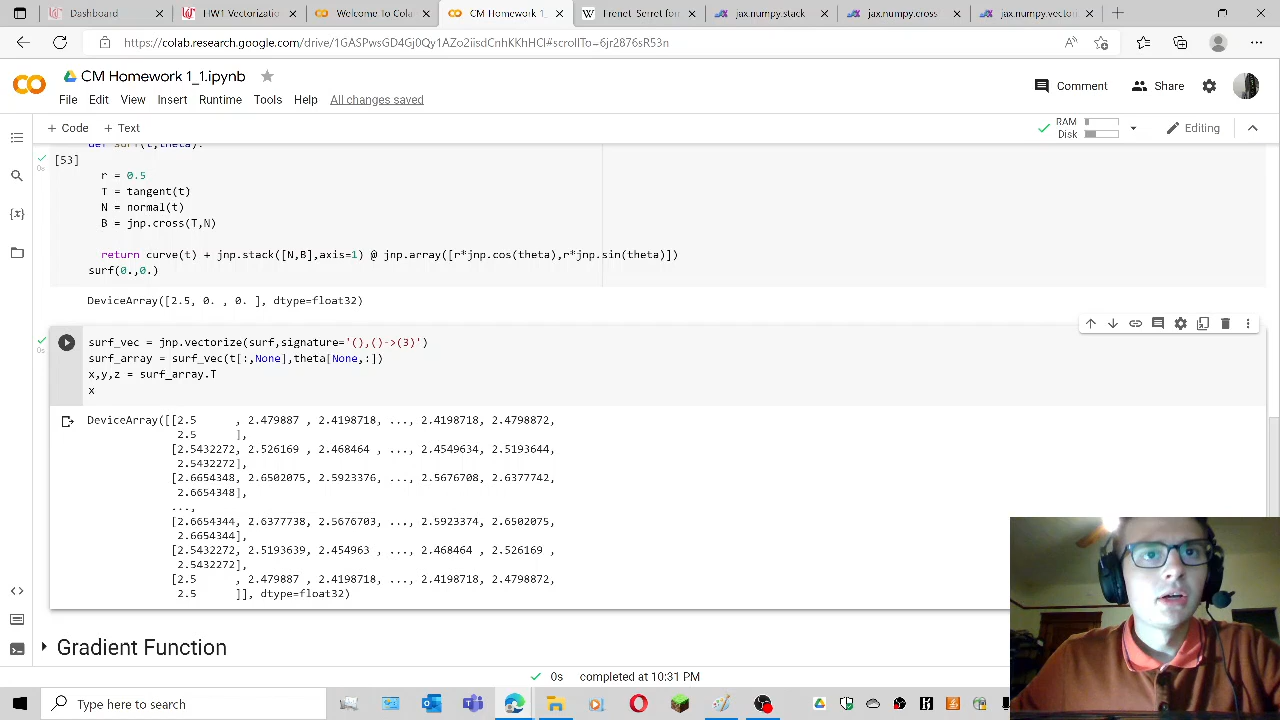 Dashboard
HW1 Vectorizatio
Welcome To Cola
CM Homework 1_
Frenet-Serret for
jax.numpy.stack
jax.numpy.cross
jax.numpy.vecto
https://colab.research.google.com/drive/1GASPwsGD4Gj0Qy1AZo2iisdCnhKKhHCl#scrollTo=6jr2876sR53n
CM Homework 1_1.ipynb
File Edit View Insert Runtime Tools Help All changes saved
Comment Share
+ Code + Text
RAM
Disk
Editing
def surf(t,theta):
[53]
0s
r = 0.5
T = tangent(t)
N = normal(t)
B = jnp.cross(T,N)
return curve(t) + jnp.stack([N,B],axis=1) @ jnp.array([r*jnp.cos(theta),r*jnp.sin(theta)])
surf(0.,0.)
DeviceArray([2.5, 0. , 0. ], dtype=float32)
0s
surf_vec = jnp.vectorize(surf,signature='(),()->(3)')
surf_array = surf_vec(t[:,None],theta[None,:])
x,y,z = surf_array.T
x
DeviceArray([[2.5 , 2.479887 , 2.4198718, ..., 2.4198718, 2.4798872,
2.5 ],
[2.5432272, 2.526169 , 2.468464 , ..., 2.4549634, 2.5193644,
2.5432272],
[2.6654348, 2.6502075, 2.5923376, ..., 2.5676708, 2.6377742,
2.6654348],
...,
[2.6654344, 2.6377738, 2.5676703, ..., 2.5923374, 2.6502075,
2.6654344],
[2.5432272, 2.5193639, 2.454963 , ..., 2.468464 , 2.526169 ,
2.5432272],
[2.5 , 2.479887 , 2.4198718, ..., 2.4198718, 2.4798872,
2.5 ]], dtype=float32)
Gradient Function
0s completed at 10:31 PM
Type here to search